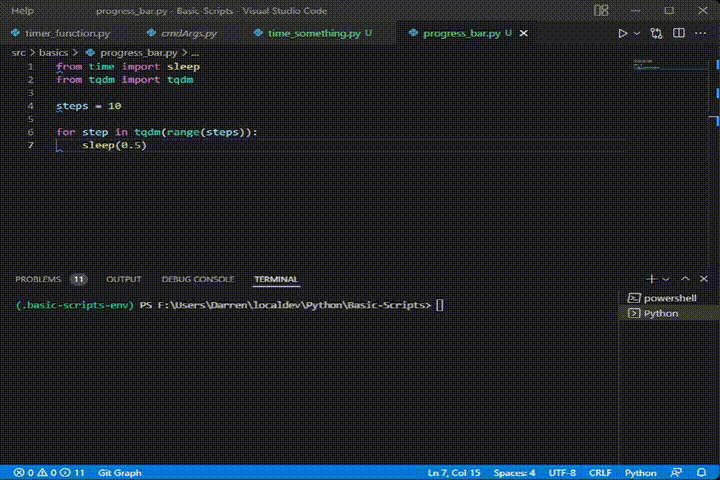 Help progress_bar.py - Basic-Scripts - Visual Studio Code
timer_function.py cmdArgs.py time_something.py U progress_bar.py U
src > basics > progress_bar.py > ...
1 from time import sleep
2 from tqdm import tqdm
3
4 steps = 10
5
6 for step in tqdm(range(steps)):
7 sleep(0.5)
PROBLEMS 11 OUTPUT DEBUG CONSOLE TERMINAL
(.basic-scripts-env) PS F:\Users\Darren\localdev\Python\Basic-Scripts>
powershell
Python
0 0 11 Git Graph Ln 7, Col 15 Spaces: 4 UTF-8 CRLF Python